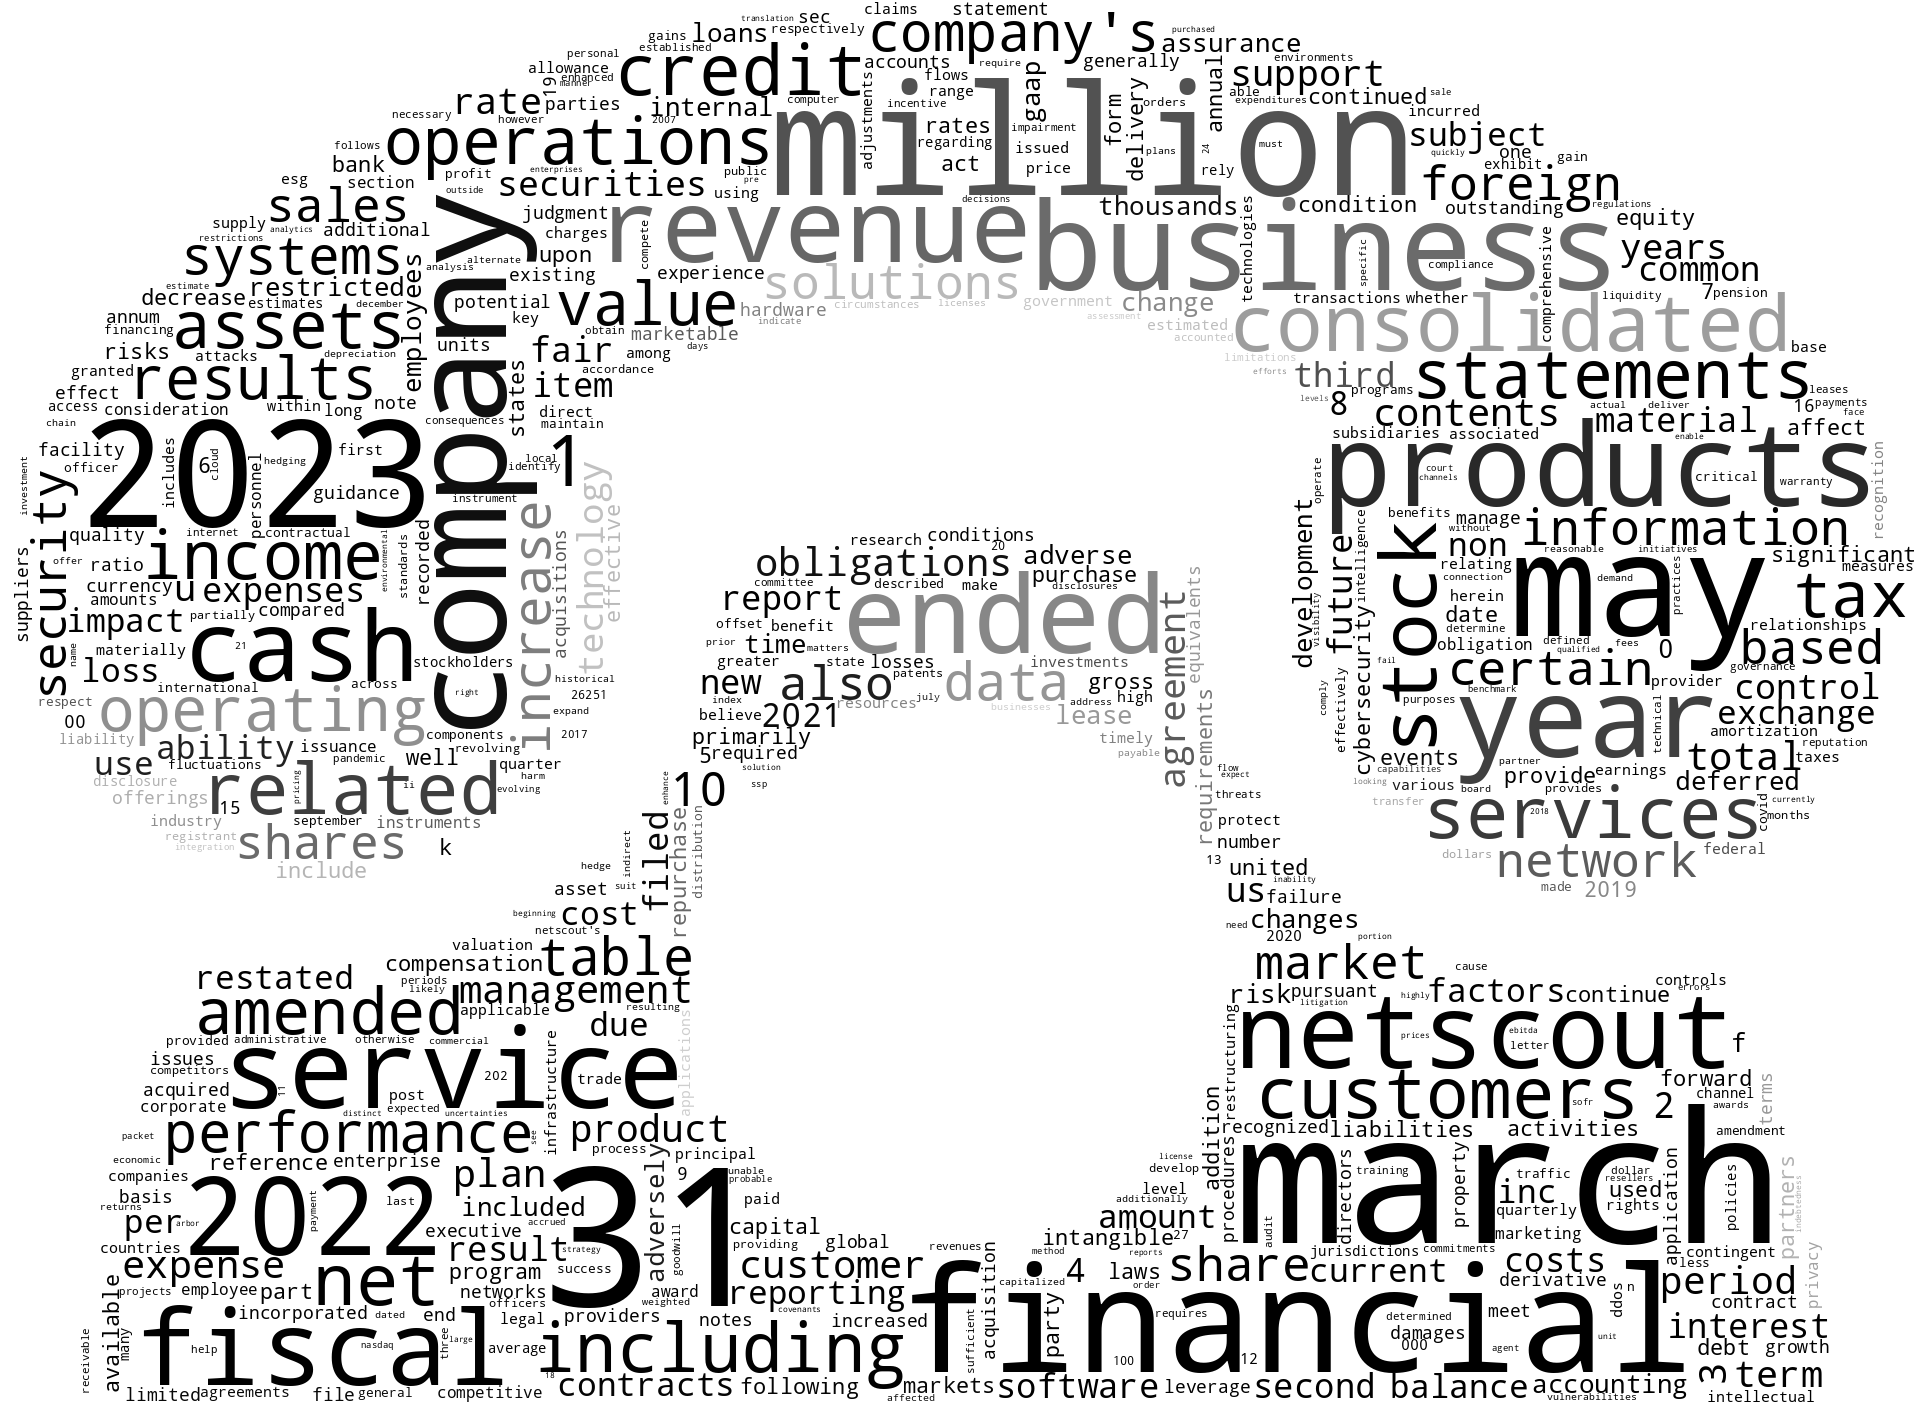 translation sec claims statement
gains loans respectively company's purchased
established credit assurance
personal allowance enhanced manner 19 accounts require generally environments
flows gaap support
rate parties internal computer incentive range adjustments million delivery form orders annual able expenditures continued sale
necessary however 2007 rates impairment incurred
operations regarding issued plans 24 must subject quickly
follows bank enterprises act price rely one exhibit gain
esg section profit securities public pre foreign
sales outside using decisions thousands condition outstanding regulations
supply analytics additional judgment revenue business equity
restrictions charges compete technologies specific comprehensive years
systems analysis alternate upon experience solutions compliance common
estimate restricted existing
decrease estimates december employees company potential value hardware circumstances licenses government change transactions whether liquidity 7 pension
annum key indicate assessment estimated consolidated
financing assets obtain marketable accounted
risks attacks depreciation units fair among days limitations base
granted results states item accordance efforts third statements
effect levels programs leases
access consideration within long note direct 8 contents actual deliver 16 payments
chain consequences maintain material face affect
facility 2023 first 1 subsidiaries associated enable
officer includes 6 cloud hedging local identify products court channels critical warranty recognition
investment security personnel guidance instrument technology operate
quality internet contractual increase effective research conditions benefits manage information
offer income environmental standards recorded acquisitions obligations 20 adverse development future intelligence without non reasonable initiatives significant
suppliers ratio committee described make purchase disclosures equivalents stock relating measures
currency u expenses report ended connection demand practices may tax
amounts partially compared offset benefit agreement visibility cybersecurity herein date
impact prior time matters determine defined fees relationships
materially 21 cash greater state losses investments obligation qualified 0 based
name loss stockholders new also patents data gross fail certain governance
international across right historical index address high benchmark provider control
respect operating 26251 believe 2021 resources july businesses lease requirements comply effectively purposes year technical exchange
00 expand primarily timely amortization
liability components 2017 5 required payable events partner total reputation
ability issuance revolving solution flow capabilities provide earnings taxes
use fluctuations pandemic well quarter ssp expect looking various board provides deferred
disclosure related pricing ii harm evolving 10 enhance threats transfer services 2018 covid currently
offerings 15 months
industry september instruments filed repurchase distribution protect
registrant shares k number dollars network federal
integration include hedge indirect 13 united made 2019
asset suit us inability failure
beginning cost need changes
netscout's 2020 portion
valuation table market cause
restated compensation risk pursuant highly factors continue controls
periods likely management litigation errors
amended applicable resulting netscout
provided administrative otherwise commercial due applications restructuring prices ebitda letter f
issues service infrastructure
competitors 202 trade customers forward
acquired 11 post sofr channel terms
corporate distinct expected uncertainties 2 awards
packet performance see product recognized liabilities activities amendment
economic process principal license addition procedures march
companies reference enterprise plan 9 unable develop directors training traffic dollar resellers partners
basis 2022 last 31 probable level property inc used
returns payment included paid additionally quarterly rights application policies indebtedness
per arbor executive accrued adversely capital amount audit marketing
countries result strategy goodwill providing global revenues intangible 27 jurisdictions commitments contingent
expense net program success customer acquisition method reports share current costs less
projects employee part networks award reporting capitalized 4 laws derivative period privacy
officers weighted covenants order ddos n
incorporated dated end legal providers notes increased party requires determined meet contract
available many fiscal three large including financial damages interest
receivable help nasdaq average sufficient 100 12 000 agent unit debt growth
limited agreements file general competitive 18 contracts following markets software leverage second balance accounting 3 term
affected vulnerabilities intellectual